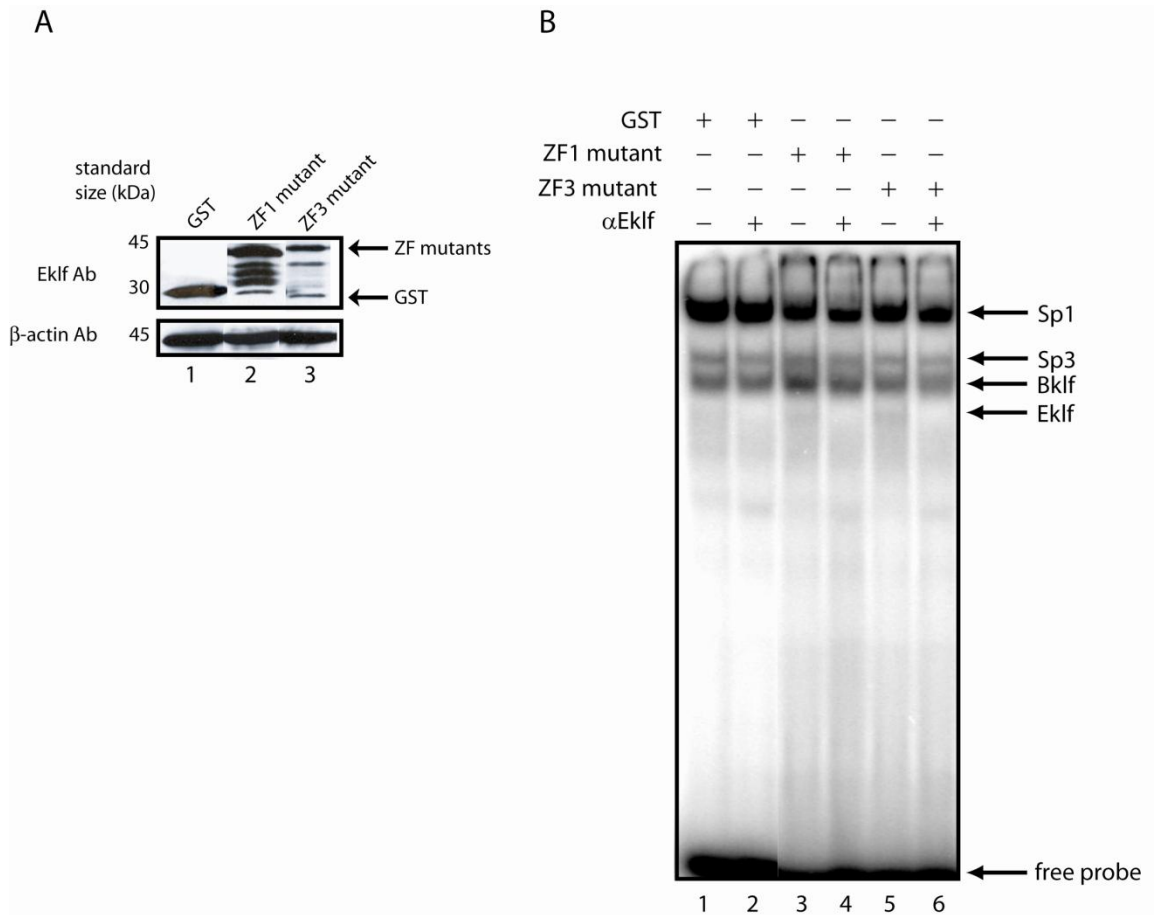 A
standard
size (kDa)
GST
ZF1 mutant
ZF3 mutant
Eklf Ab
45
30
ZF mutants
GST
β-actin Ab
45
1 2 3
B
GST + + − − − −
ZF1 mutant − − + + − −
ZF3 mutant − − − − + +
αEklf − + − + − +
Sp1
Sp3
Bklf
Eklf
free probe
1 2 3 4 5 6